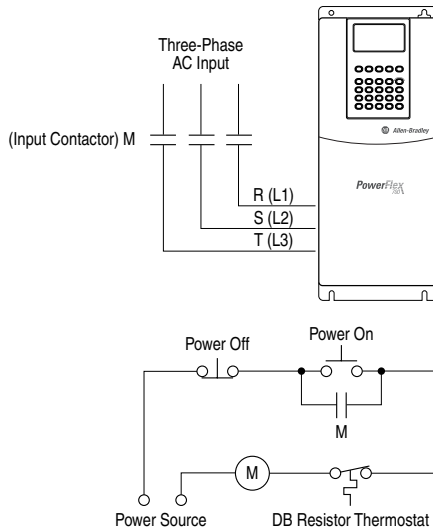 Three-Phase
AC Input
(Input Contactor) M
R (L1)
S (L2)
T (L3)
Allen-Bradley
PowerFlex
Power Off
Power On
M
M
Power Source
DB Resistor Thermostat